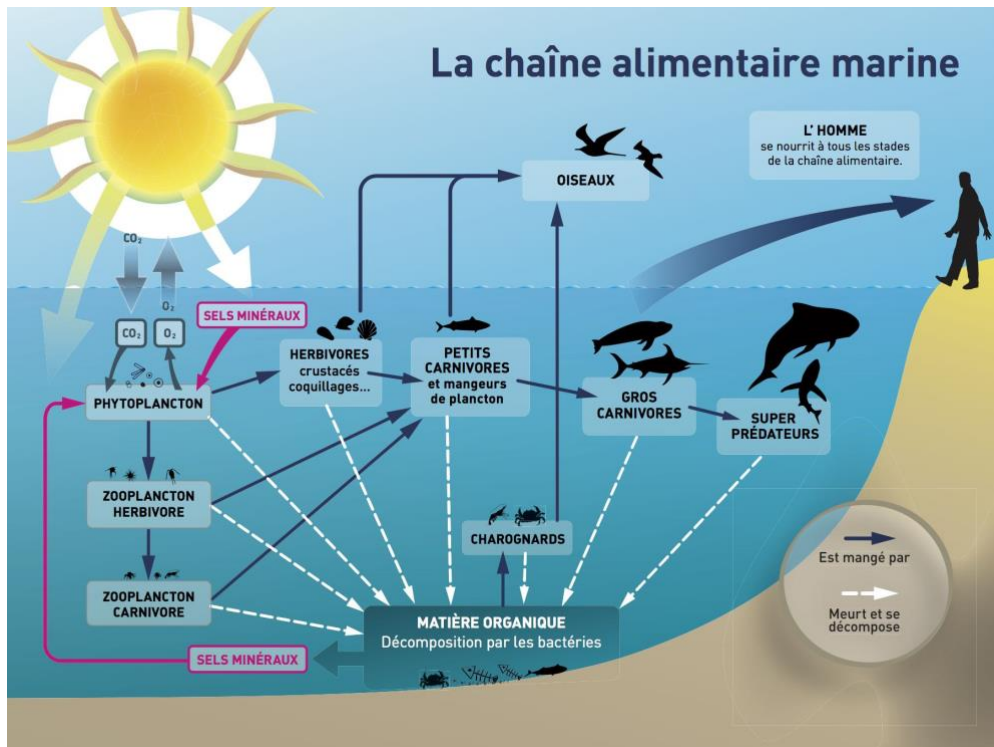 La chaîne alimentaire marine
L' HOMME
se nourrit à tous les stades
de la chaîne alimentaire.
OISEAUX
CO₂
O₂
CO₂
O₂
SELS MINÉRAUX
PHYTOPLANCTON
HERBIVORES
crustacés
coquillages...
PETITS
CARNIVORES
et mangeurs
de plancton
GROS
CARNIVORES
SUPER
PRÉDATEURS
ZOOPLANCTON
HERBIVORE
CHAROGNARDS
ZOOPLANCTON
CARNIVORE
MATIÈRE ORGANIQUE
Décomposition par les bactéries
SELS MINÉRAUX
Est mangé par
Meurt et se
décompose